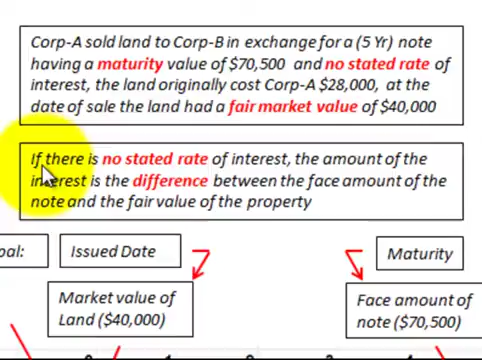 Corp-A sold land to Corp-B in exchange for a (5 Yr) note
having a maturity value of $70,500 and no stated rate of
interest, the land originally cost Corp-A $28,000, at the
date of sale the land had a fair market value of $40,000
If there is no stated rate of interest, the amount of the
interest is the difference between the face amount of the
note and the fair value of the property
Issued Date
Maturity
Market value of
Land ($40,000)
Face amount of
note ($70,500)